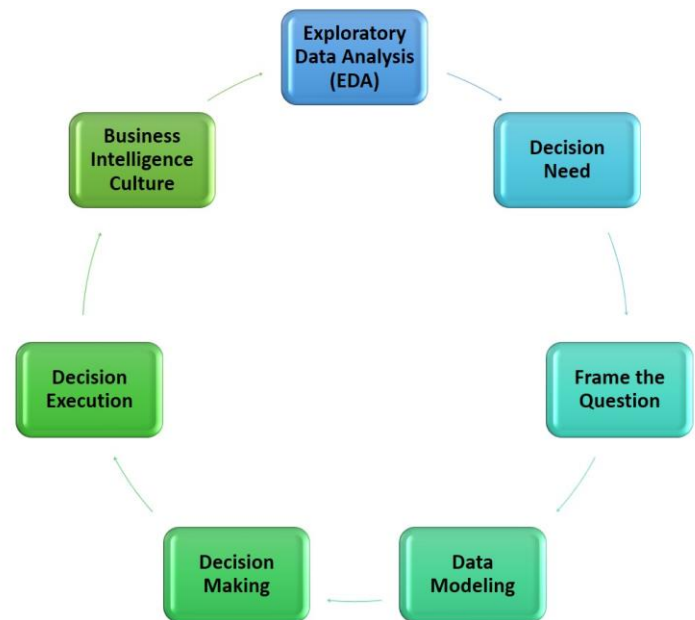 Exploratory
Data Analysis
(EDA)
Decision
Need
Frame the
Question
Data
Modeling
Decision
Making
Decision
Execution
Business
Intelligence
Culture